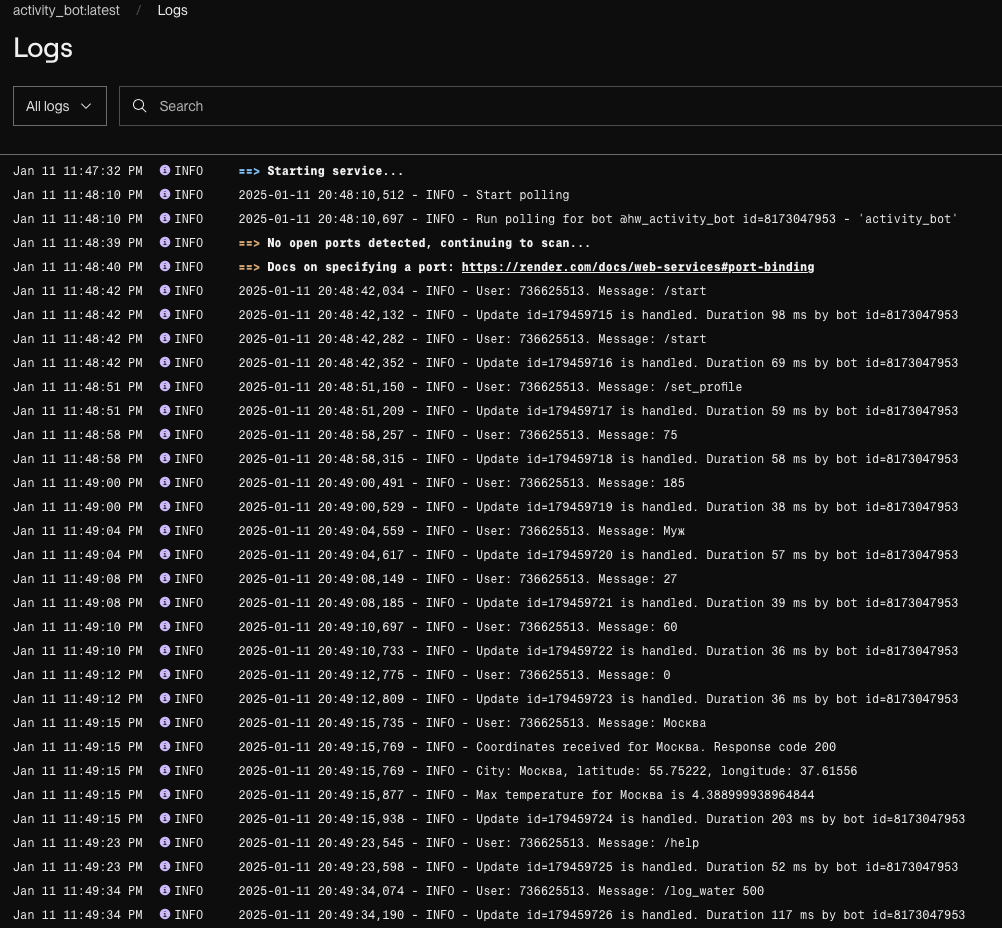 activity_bot:latest / Logs
Logs
All logs Search
Jan 11 11:47:32 PM INFO ==> Starting service...
Jan 11 11:48:10 PM INFO 2025-01-11 20:48:10,512 - INFO - Start polling
Jan 11 11:48:10 PM INFO 2025-01-11 20:48:10,697 - INFO - Run polling for bot @hw_activity_bot id=8173047953 - 'activity_bot'
Jan 11 11:48:39 PM INFO ==> No open ports detected, continuing to scan...
Jan 11 11:48:40 PM INFO ==> Docs on specifying a port: https://render.com/docs/web-services#port-binding
Jan 11 11:48:42 PM INFO 2025-01-11 20:48:42,034 - INFO - User: 736625513. Message: /start
Jan 11 11:48:42 PM INFO 2025-01-11 20:48:42,132 - INFO - Update id=179459715 is handled. Duration 98 ms by bot id=8173047953
Jan 11 11:48:42 PM INFO 2025-01-11 20:48:42,282 - INFO - User: 736625513. Message: /start
Jan 11 11:48:42 PM INFO 2025-01-11 20:48:42,352 - INFO - Update id=179459716 is handled. Duration 69 ms by bot id=8173047953
Jan 11 11:48:51 PM INFO 2025-01-11 20:48:51,150 - INFO - User: 736625513. Message: /set_profile
Jan 11 11:48:51 PM INFO 2025-01-11 20:48:51,209 - INFO - Update id=179459717 is handled. Duration 59 ms by bot id=8173047953
Jan 11 11:48:58 PM INFO 2025-01-11 20:48:58,257 - INFO - User: 736625513. Message: 75
Jan 11 11:48:58 PM INFO 2025-01-11 20:48:58,315 - INFO - Update id=179459718 is handled. Duration 58 ms by bot id=8173047953
Jan 11 11:49:00 PM INFO 2025-01-11 20:49:00,491 - INFO - User: 736625513. Message: 185
Jan 11 11:49:00 PM INFO 2025-01-11 20:49:00,529 - INFO - Update id=179459719 is handled. Duration 38 ms by bot id=8173047953
Jan 11 11:49:04 PM INFO 2025-01-11 20:49:04,559 - INFO - User: 736625513. Message: Муж
Jan 11 11:49:04 PM INFO 2025-01-11 20:49:04,617 - INFO - Update id=179459720 is handled. Duration 57 ms by bot id=8173047953
Jan 11 11:49:08 PM INFO 2025-01-11 20:49:08,149 - INFO - User: 736625513. Message: 27
Jan 11 11:49:08 PM INFO 2025-01-11 20:49:08,185 - INFO - Update id=179459721 is handled. Duration 39 ms by bot id=8173047953
Jan 11 11:49:10 PM INFO 2025-01-11 20:49:10,697 - INFO - User: 736625513. Message: 60
Jan 11 11:49:10 PM INFO 2025-01-11 20:49:10,733 - INFO - Update id=179459722 is handled. Duration 36 ms by bot id=8173047953
Jan 11 11:49:12 PM INFO 2025-01-11 20:49:12,775 - INFO - User: 736625513. Message: 0
Jan 11 11:49:12 PM INFO 2025-01-11 20:49:12,809 - INFO - Update id=179459723 is handled. Duration 36 ms by bot id=8173047953
Jan 11 11:49:15 PM INFO 2025-01-11 20:49:15,735 - INFO - User: 736625513. Message: Москва
Jan 11 11:49:15 PM INFO 2025-01-11 20:49:15,769 - INFO - Coordinates received for Москва. Response code 200
Jan 11 11:49:15 PM INFO 2025-01-11 20:49:15,769 - INFO - City: Москва, latitude: 55.75222, longitude: 37.61556
Jan 11 11:49:15 PM INFO 2025-01-11 20:49:15,877 - INFO - Max temperature for Москва is 4.388999938964844
Jan 11 11:49:15 PM INFO 2025-01-11 20:49:15,938 - INFO - Update id=179459724 is handled. Duration 203 ms by bot id=8173047953
Jan 11 11:49:23 PM INFO 2025-01-11 20:49:23,545 - INFO - User: 736625513. Message: /help
Jan 11 11:49:23 PM INFO 2025-01-11 20:49:23,598 - INFO - Update id=179459725 is handled. Duration 52 ms by bot id=8173047953
Jan 11 11:49:34 PM INFO 2025-01-11 20:49:34,074 - INFO - User: 736625513. Message: /log_water 500
Jan 11 11:49:34 PM INFO 2025-01-11 20:49:34,190 - INFO - Update id=179459726 is handled. Duration 117 ms by bot id=8173047953